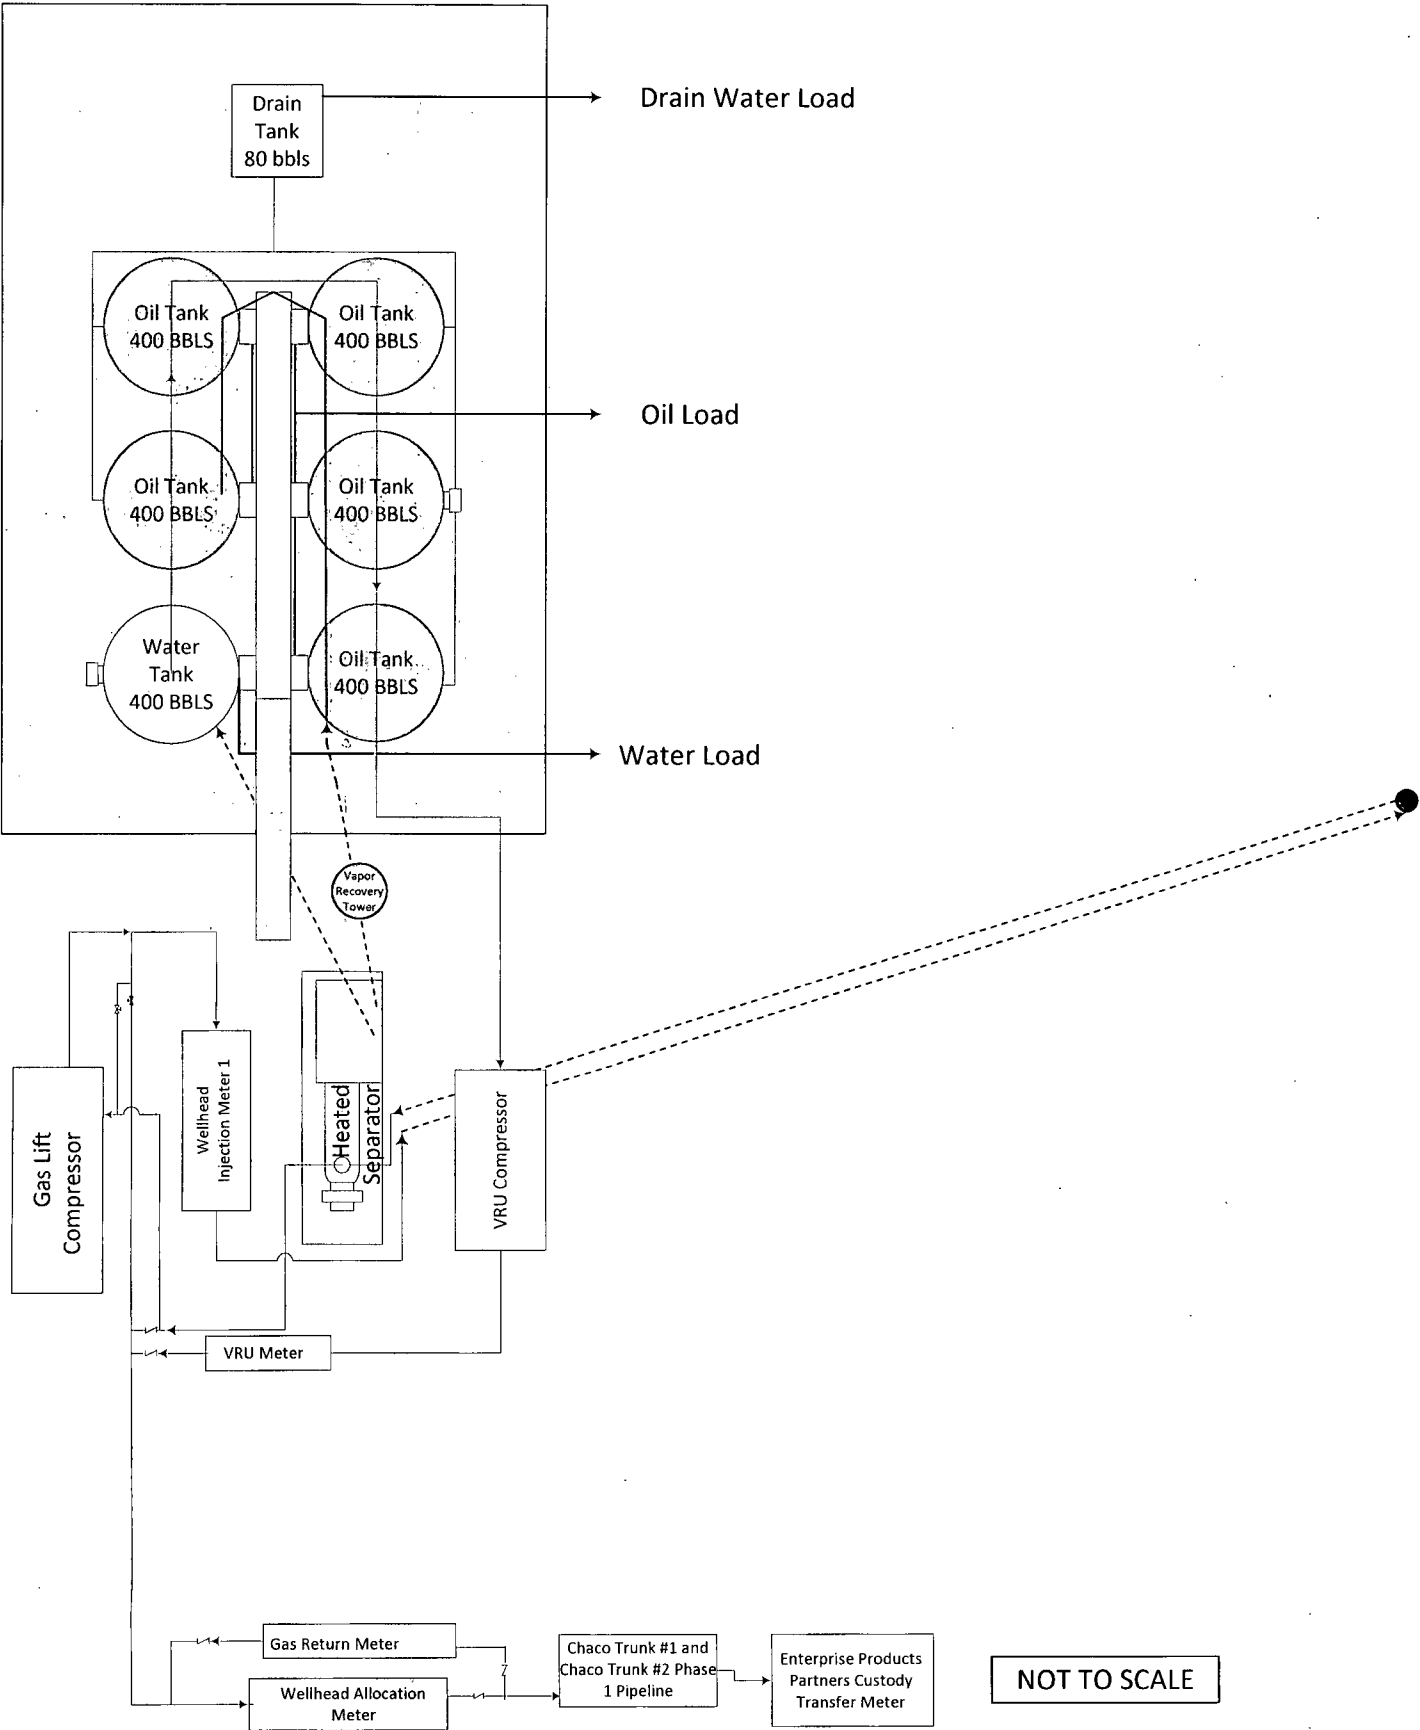 Drain
Tank
80 bbls
Drain Water Load
Oil Tank
400 BBLS
Oil Tank
400 BBLS
Oil Load
Oil Tank
400 BBLS
Oil Tank
400 BBLS
Water
Tank
400 BBLS
Oil Tank
400 BBLS
Water Load
Vapor
Recovery
Tower
Gas Lift
Compressor
Wellhead
Injection Meter 1
Heated
Separator
VRU Compressor
VRU Meter
Gas Return Meter
Wellhead Allocation
Meter
Chaco Trunk #1 and
Chaco Trunk #2 Phase
1 Pipeline
Enterprise Products
Partners Custody
Transfer Meter
NOT TO SCALE